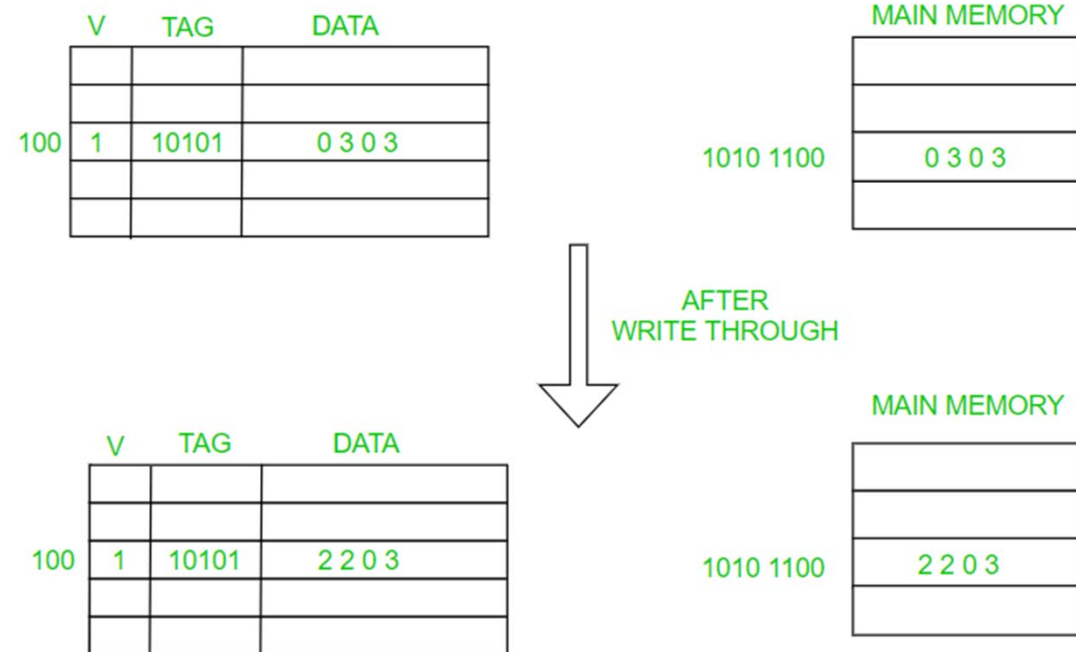 V TAG DATA
MAIN MEMORY
100 1 10101 0 3 0 3
1010 1100 0 3 0 3
AFTER
WRITE THROUGH
MAIN MEMORY
V TAG DATA
100 1 10101 2 2 0 3
1010 1100 2 2 0 3